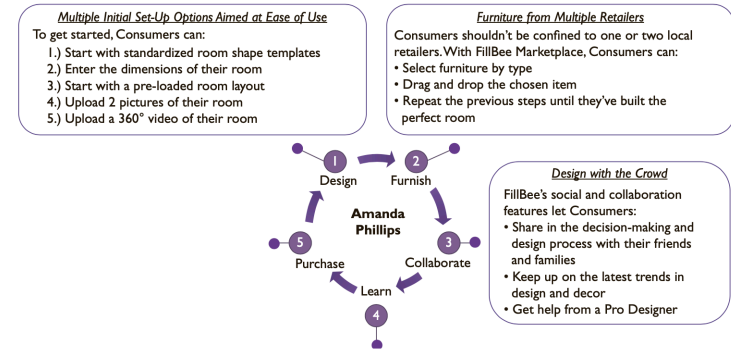 Multiple Initial Set-Up Options Aimed at Ease of Use
To get started, Consumers can:
1.) Start with standardized room shape templates
2.) Enter the dimensions of their room
3.) Start with a pre-loaded room layout
4.) Upload 2 pictures of their room
5.) Upload a 360° video of their room
Furniture from Multiple Retailers
Consumers shouldn't be confined to one or two local
retailers. With FillBee Marketplace, Consumers can:
• Select furniture by type
• Drag and drop the chosen item
• Repeat the previous steps until they've built the
perfect room
Design with the Crowd
FillBee's social and collaboration
features let Consumers:
• Share in the decision-making and
design process with their friends
and families
• Keep up on the latest trends in
design and decor
• Get help from a Pro Designer
1
Design
2
Furnish
Amanda
Phillips
3
Collaborate
5
Purchase
Learn
4